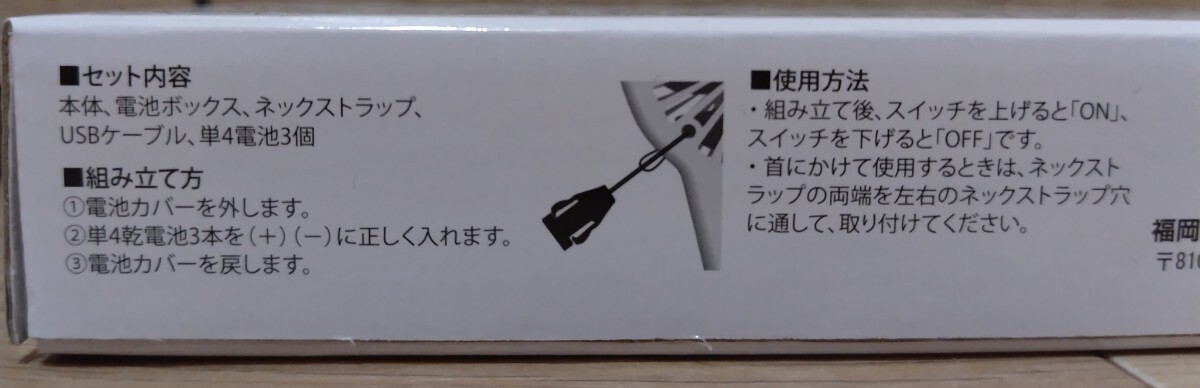 ■セット内容
本体、電池ボックス、ネックストラップ、
USBケーブル、単4電池3個
■組み立て方
①電池カバーを外します。
②単4乾電池3本を(+)(−)に正しく入れます。
③電池カバーを戻します。
■使用方法
・組み立て後、スイッチを上げると「ON」、
スイッチを下げると「OFF」です。
・首にかけて使用するときは、ネックスト
ラップの両端を左右のネックストラップ穴
に通して、取り付けてください。
福岡
〒810